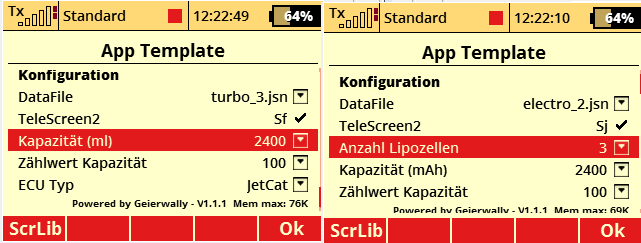 Tx Standard 12:22:49 64%
App Template
Konfiguration
DataFile turbo_3.jsn
TeleScreen2 Sf
Kapazität (ml) 2400
Zählwert Kapazität 100
ECU Typ JetCat
Powered by Geierwally - V1.1.1 Mem max: 76K
ScrLib Ok
Tx Standard 12:22:10 64%
App Template
Konfiguration
DataFile electro_2.jsn
TeleScreen2 Sj
Anzahl Lipozellen 3
Kapazität (mAh) 2400
Zählwert Kapazität 100
Powered by Geierwally - V1.1.1 Mem max: 69K
ScrLib Ok